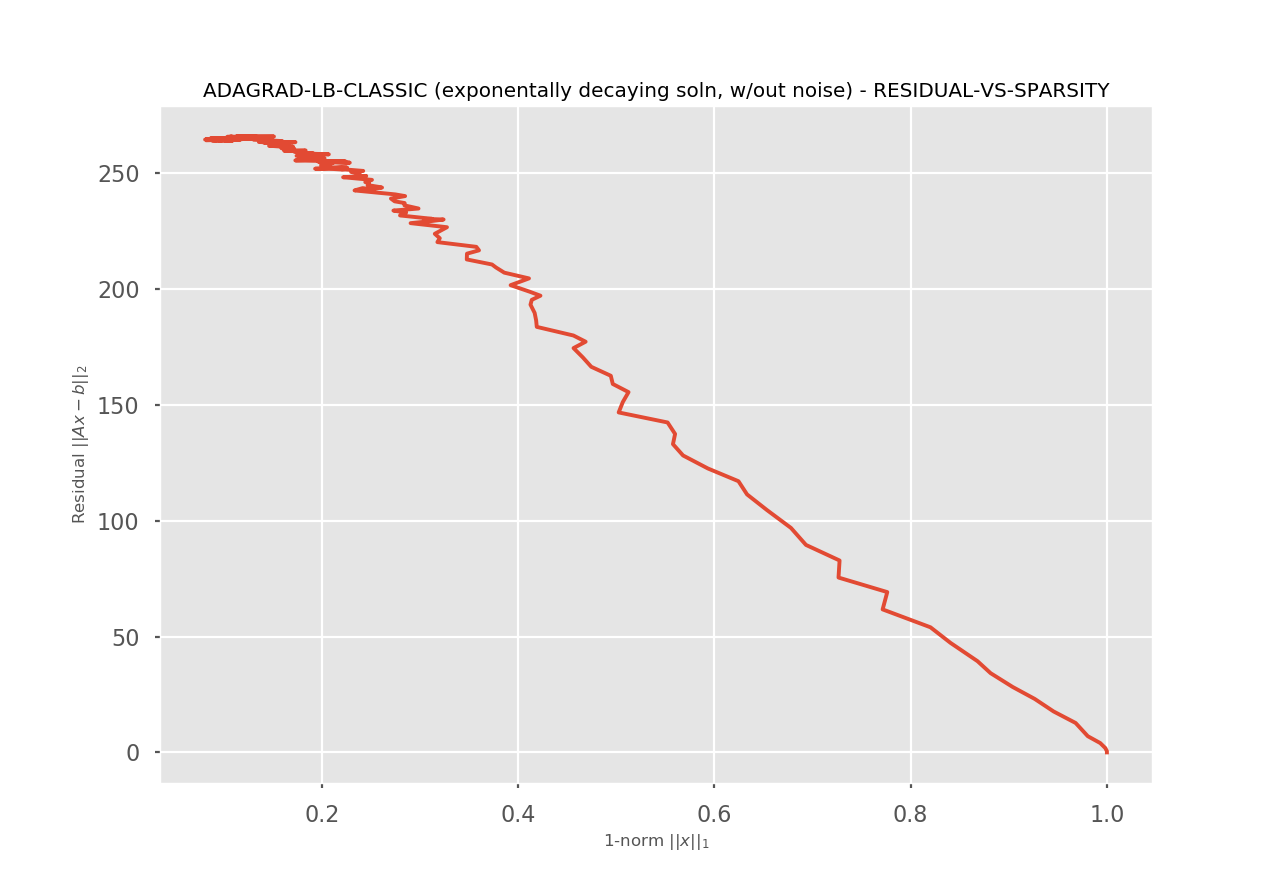 ADAGRAD-LB-CLASSIC (exponentially decaying soln, w/out noise) - RESIDUAL-VS-SPARSITY
250
200
150
100
50
0
Residual ||Ax − b||₂
0.2 0.4 0.6 0.8 1.0
1-norm ||x||₁